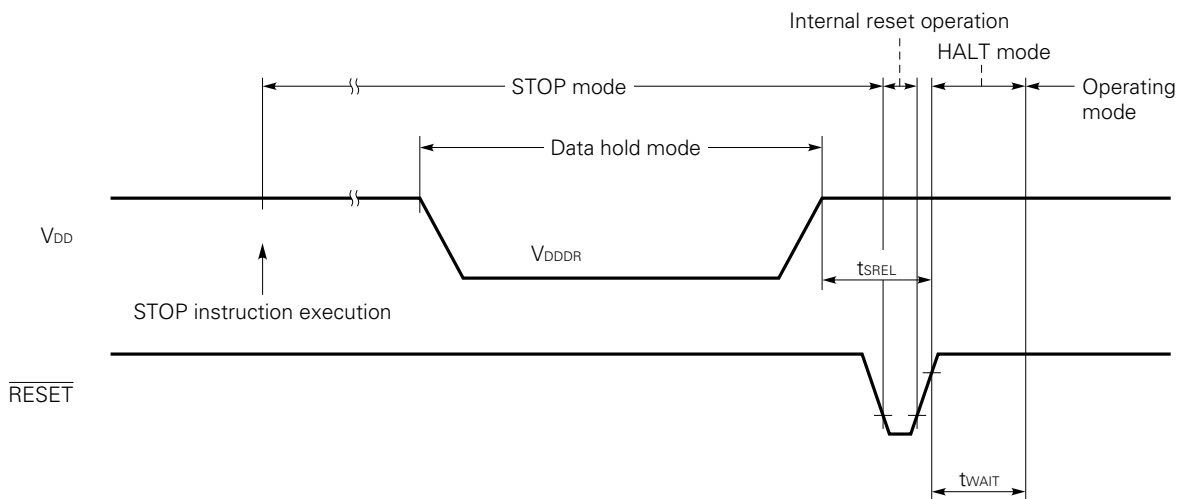 Internal reset operation
HALT mode
STOP mode
Operating
mode
Data hold mode
VDD
VDDDR
tSREL
STOP instruction execution
RESET
tWAIT